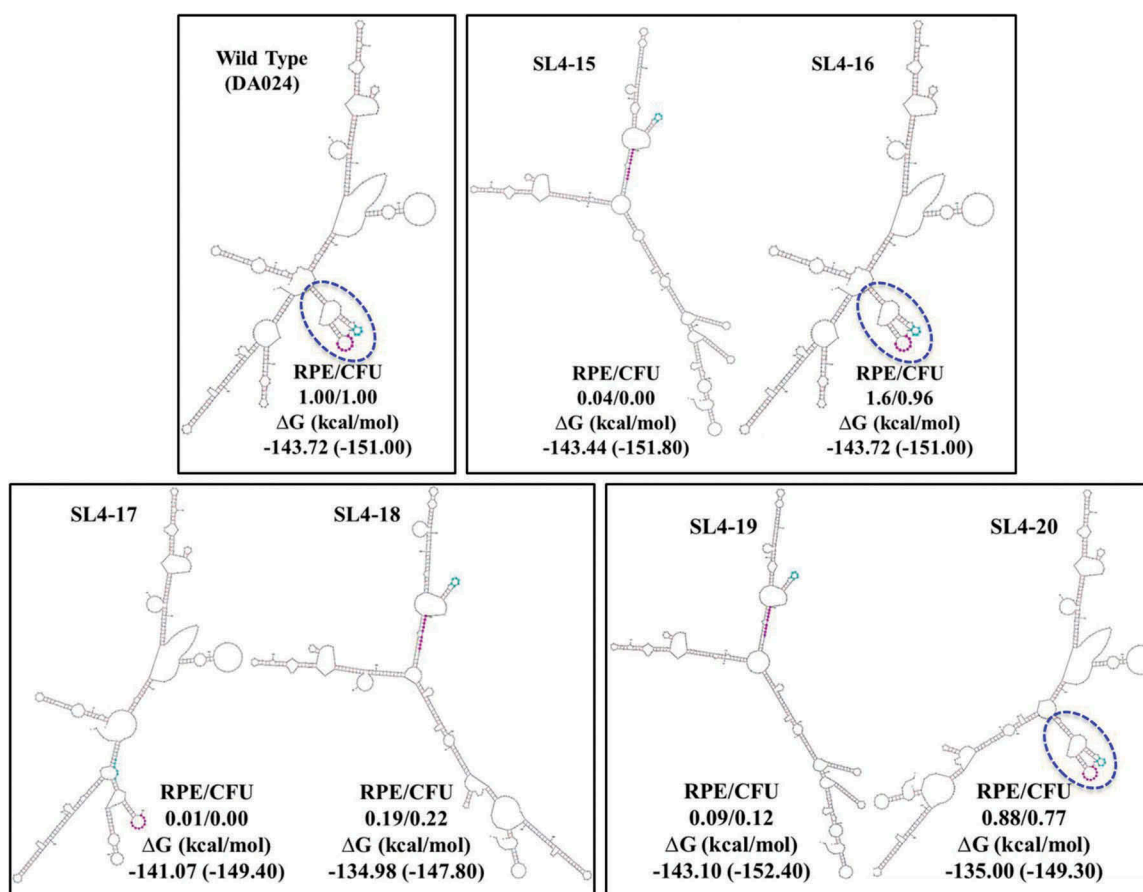 Wild Type
(DA024)
RPE/CFU
1.00/1.00
ΔG (kcal/mol)
-143.72 (-151.00)
SL4-15
RPE/CFU
0.04/0.00
ΔG (kcal/mol)
-143.44 (-151.80)
SL4-16
RPE/CFU
1.6/0.96
ΔG (kcal/mol)
-143.72 (-151.00)
SL4-17
RPE/CFU
0.01/0.00
ΔG (kcal/mol)
-141.07 (-149.40)
SL4-18
RPE/CFU
0.19/0.22
ΔG (kcal/mol)
-134.98 (-147.80)
SL4-19
RPE/CFU
0.09/0.12
ΔG (kcal/mol)
-143.10 (-152.40)
SL4-20
RPE/CFU
0.88/0.77
ΔG (kcal/mol)
-135.00 (-149.30)